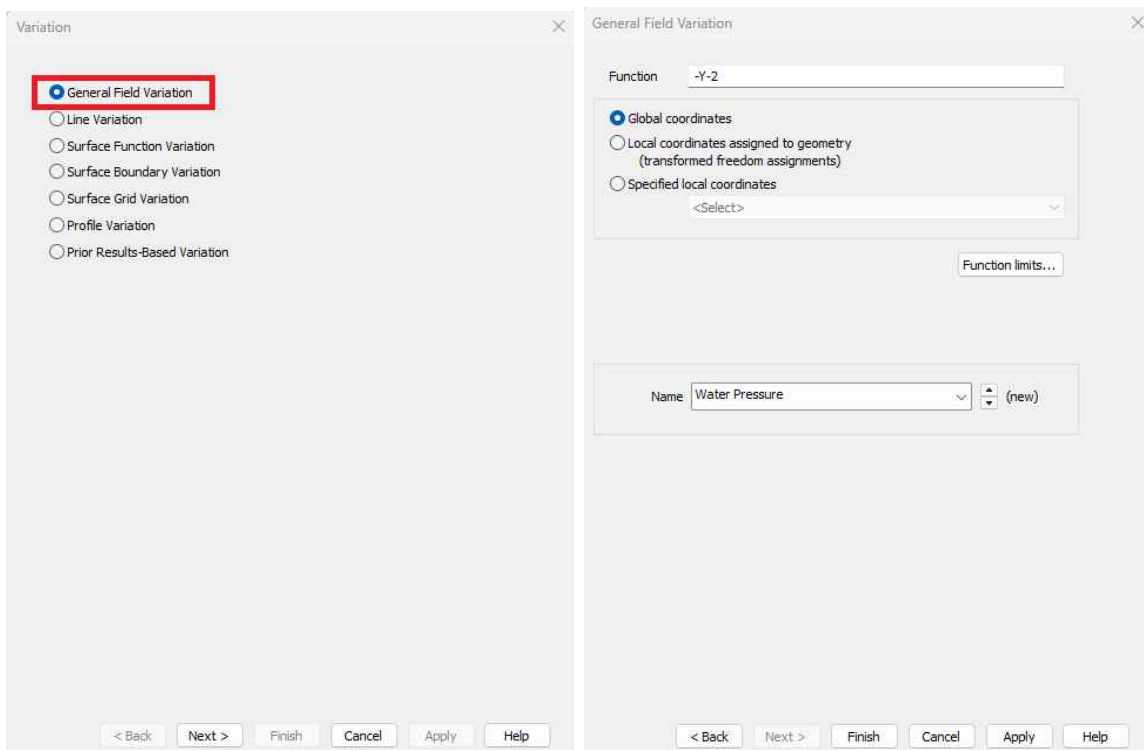 Variation
General Field Variation
Line Variation
Surface Function Variation
Surface Boundary Variation
Surface Grid Variation
Profile Variation
Prior Results-Based Variation
< Back Next > Finish Cancel Apply Help
General Field Variation
Function -Y-2
Global coordinates
Local coordinates assigned to geometry
(transformed freedom assignments)
Specified local coordinates
<Select>
Function limits...
Name Water Pressure (new)
< Back Next > Finish Cancel Apply Help